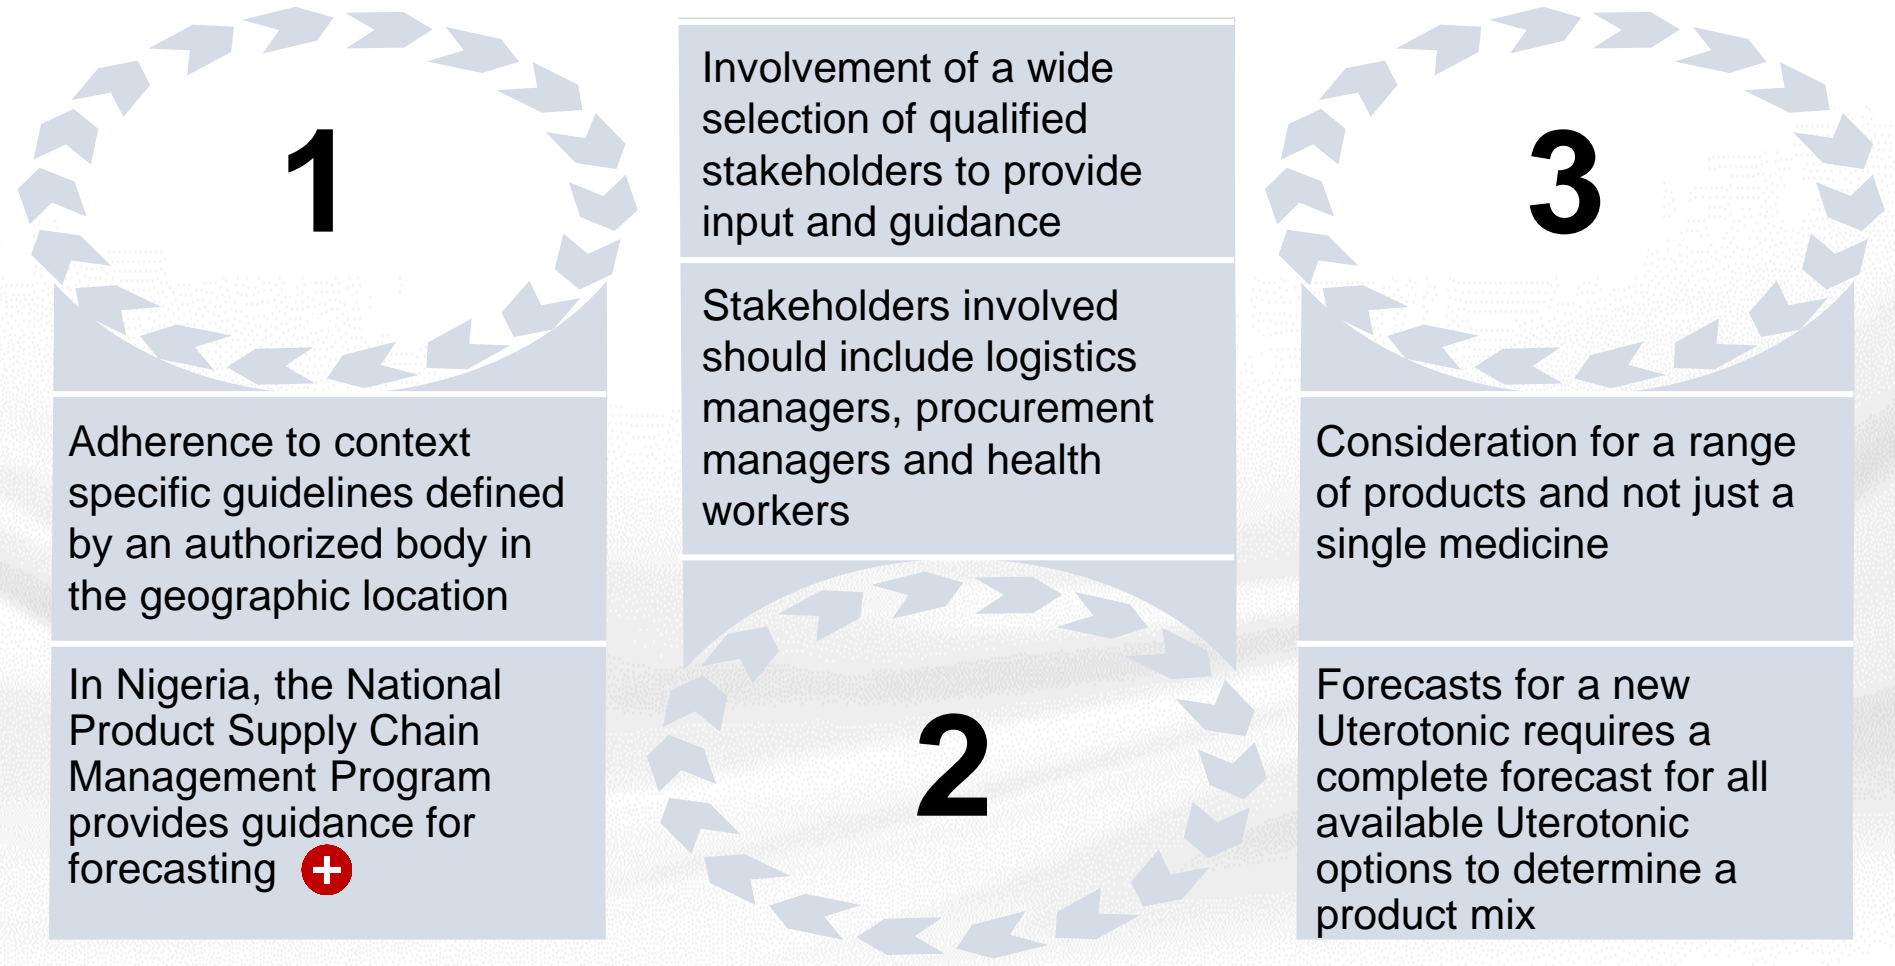 1
Adherence to context
specific guidelines defined
by an authorized body in
the geographic location
In Nigeria, the National
Product Supply Chain
Management Program
provides guidance for
forecasting
Involvement of a wide
selection of qualified
stakeholders to provide
input and guidance
Stakeholders involved
should include logistics
managers, procurement
managers and health
workers
2
3
Consideration for a range
of products and not just a
single medicine
Forecasts for a new
Uterotonic requires a
complete forecast for all
available Uterotonic
options to determine a
product mix